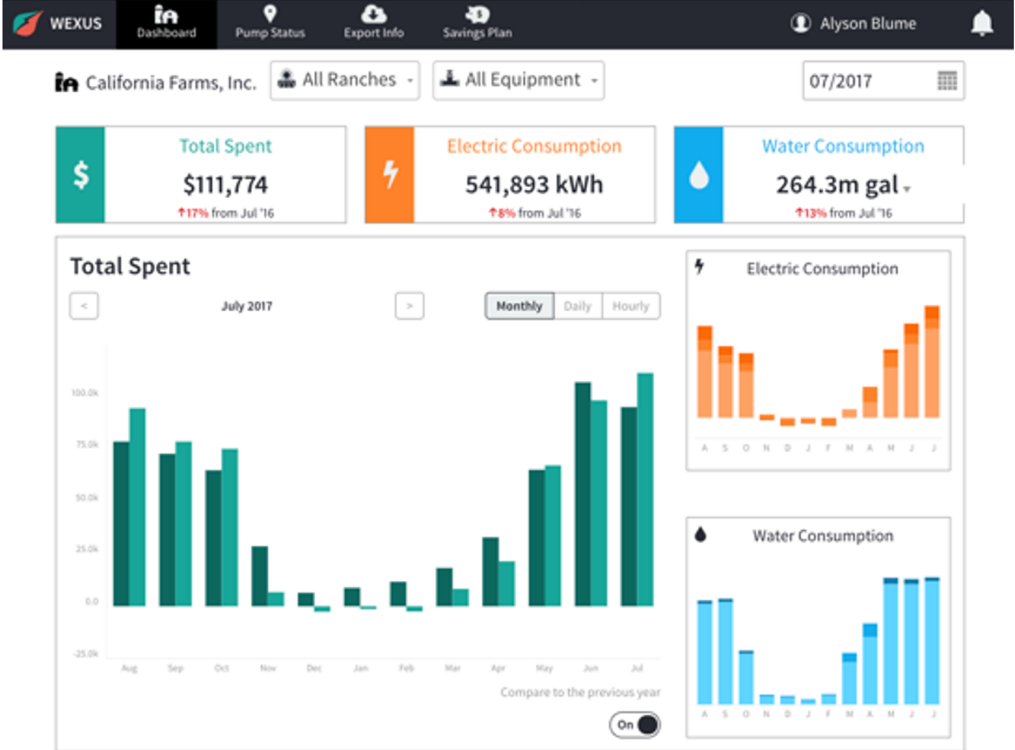 WEXUS
Dashboard
Pump Status
Export Info
Savings Plan
Alyson Blume
California Farms, Inc.
All Ranches
All Equipment
07/2017
Total Spent
$111,774
↑17% from Jul '16
Electric Consumption
541,893 kWh
↑8% from Jul '16
Water Consumption
264.3m gal
↑13% from Jul '16
Total Spent
<
July 2017
>
Monthly
Daily
Hourly
100.0k
75.0k
50.0k
25.0k
0.0
-25.0k
Aug Sep Oct Nov Dec Jan Feb Mar Apr May Jun Jul
Compare to the previous year
On
Electric Consumption
A S O N D J F M A M J J
Water Consumption
A S O N D J F M A M J J